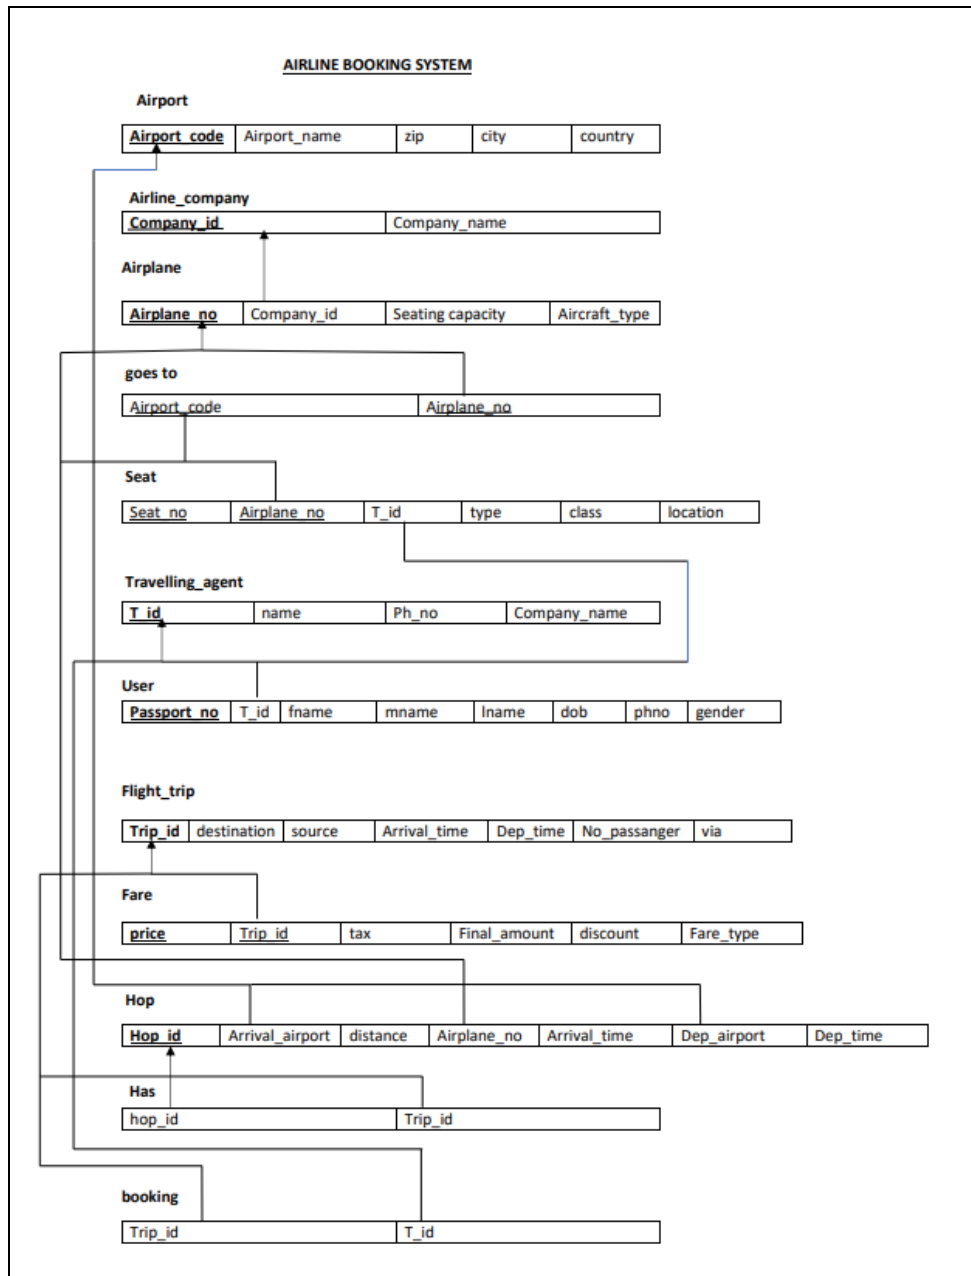 AIRLINE BOOKING SYSTEM
Airport
Airport_code Airport_name zip city country
Airline_company
Company_id Company_name
Airplane
Airplane_no Company_id Seating capacity Aircraft_type
goes to
Airport_code Airplane_no
Seat
Seat_no Airplane_no T_id type class location
Travelling_agent
T_id name Ph_no Company_name
User
Passport_no T_id fname mname lname dob phno gender
Flight_trip
Trip_id destination source Arrival_time Dep_time No_passanger via
Fare
price Trip_id tax Final_amount discount Fare_type
Hop
Hop_id Arrival_airport distance Airplane_no Arrival_time Dep_airport Dep_time
Has
hop_id Trip_id
booking
Trip_id T_id